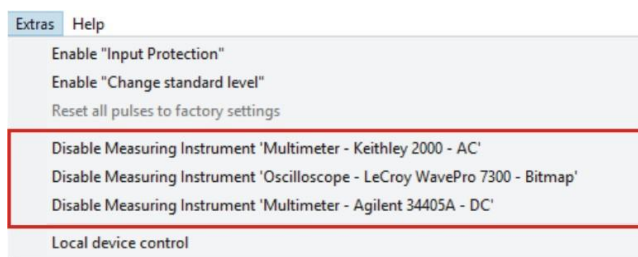 Extras Help
Enable "Input Protection"
Enable "Change standard level"
Reset all pulses to factory settings
Disable Measuring Instrument 'Multimeter - Keithley 2000 - AC'
Disable Measuring Instrument 'Oscilloscope - LeCroy WavePro 7300 - Bitmap'
Disable Measuring Instrument 'Multimeter - Agilent 34405A - DC'
Local device control